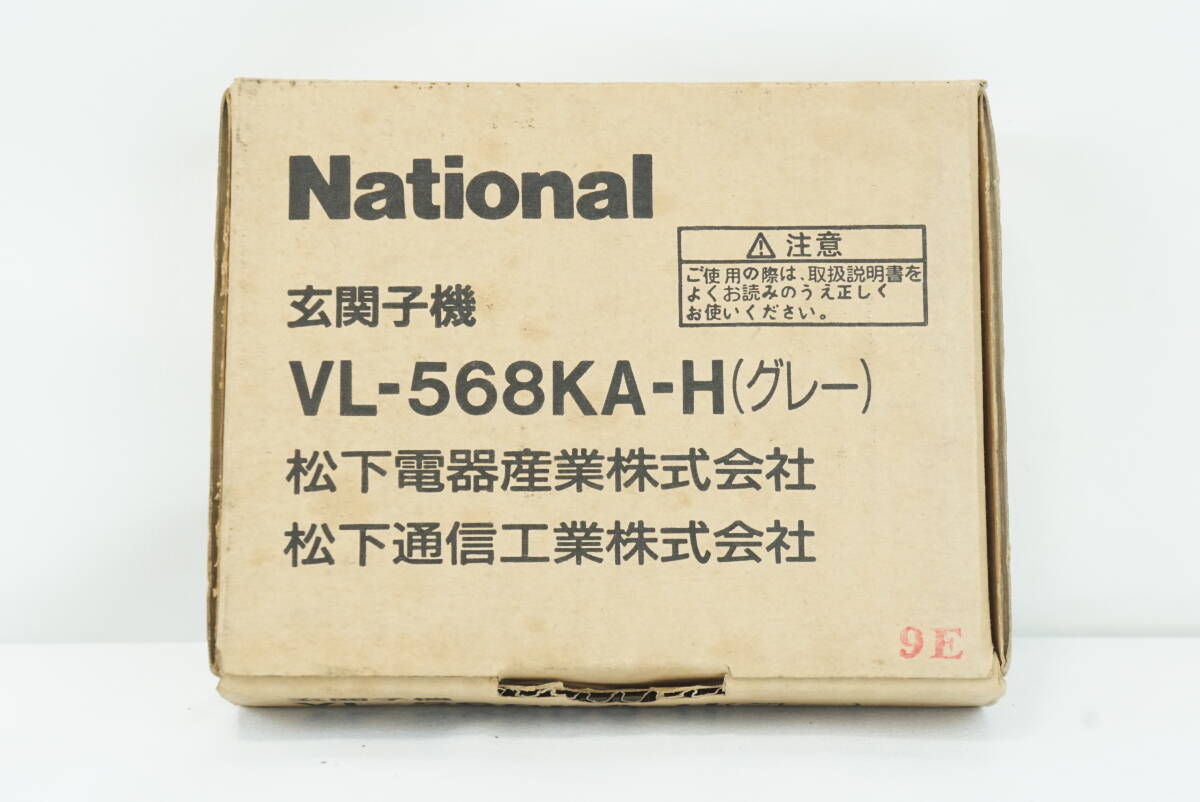 National
⚠ 注意
ご使用の際は、取扱説明書を
よくお読みのうえ正しく
お使いください。
玄関子機
VL-568KA-H(グレー)
松下電器産業株式会社
松下通信工業株式会社
9E